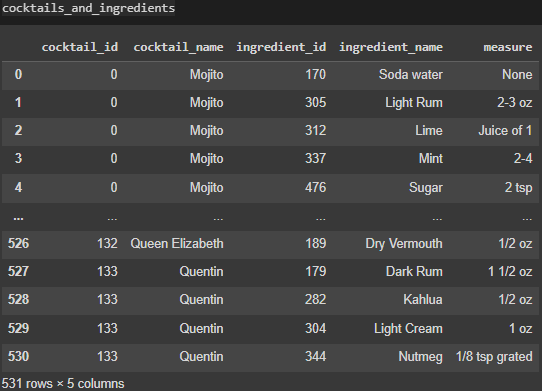 cocktails_and_ingredients
cocktail_id cocktail_name ingredient_id ingredient_name measure
0 0 Mojito 170 Soda water None
1 0 Mojito 305 Light Rum 2-3 oz
2 0 Mojito 312 Lime Juice of 1
3 0 Mojito 337 Mint 2-4
4 0 Mojito 476 Sugar 2 tsp
... ... ... ... ... ...
526 132 Queen Elizabeth 189 Dry Vermouth 1/2 oz
527 133 Quentin 179 Dark Rum 1 1/2 oz
528 133 Quentin 282 Kahlua 1/2 oz
529 133 Quentin 304 Light Cream 1 oz
530 133 Quentin 344 Nutmeg 1/8 tsp grated
531 rows × 5 columns